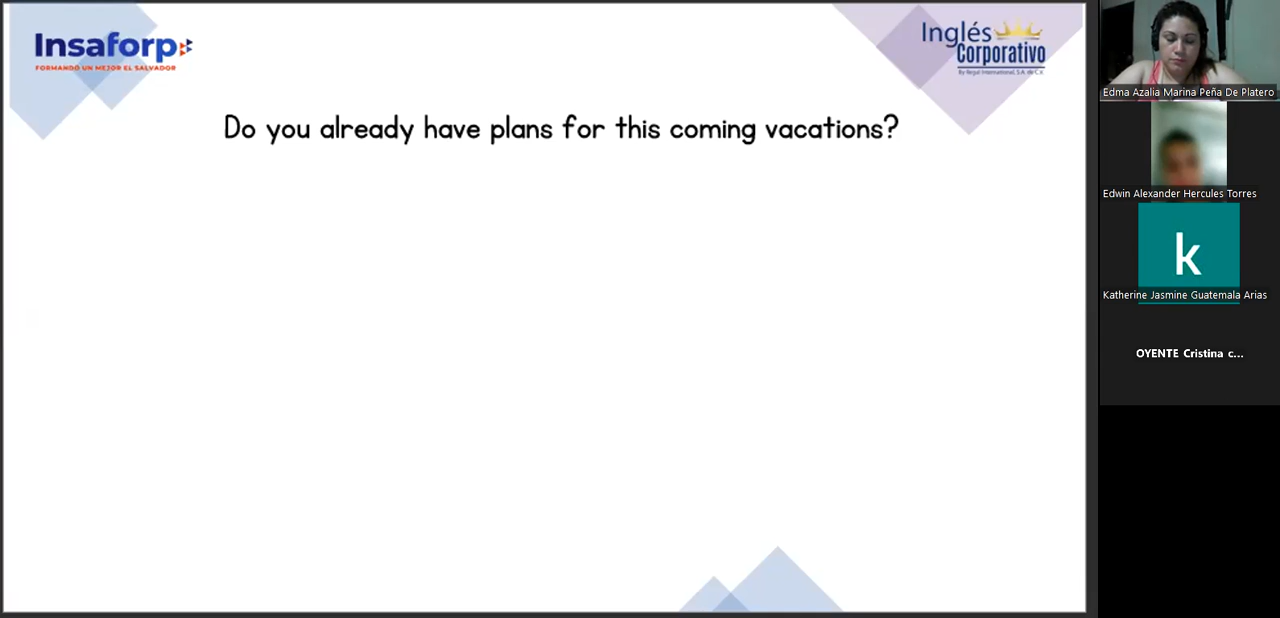 Insaforp
FORMANDO UN MEJOR EL SALVADOR
Inglés
Corporativo
By Regal International, S.A. de C.V.
Do you already have plans for this coming vacations?
Edma Azalia Marina Peña De Platero
Edwin Alexander Hercules Torres
k
Katherine Jasmine Guatemala Arias
OYENTE Cristina c...